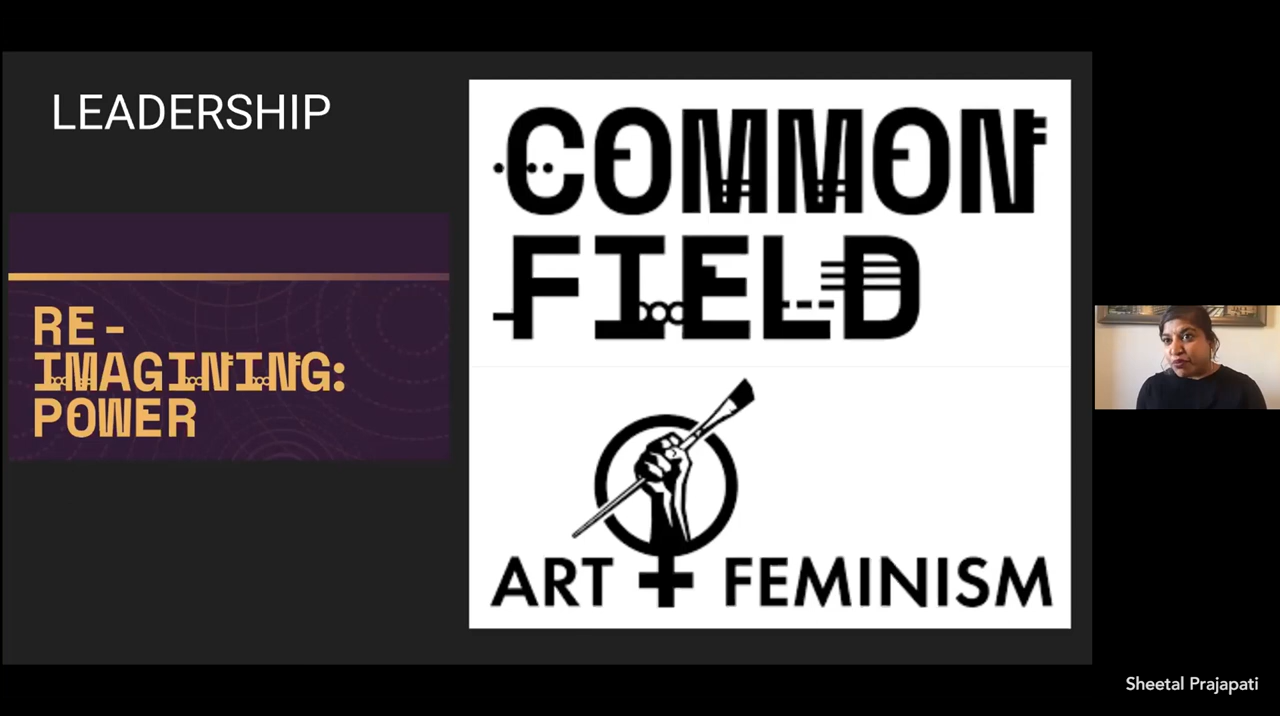 LEADERSHIP
RE-
IMAGINING:
POWER
COMMON
FIELD
ART + FEMINISM
Sheetal Prajapati